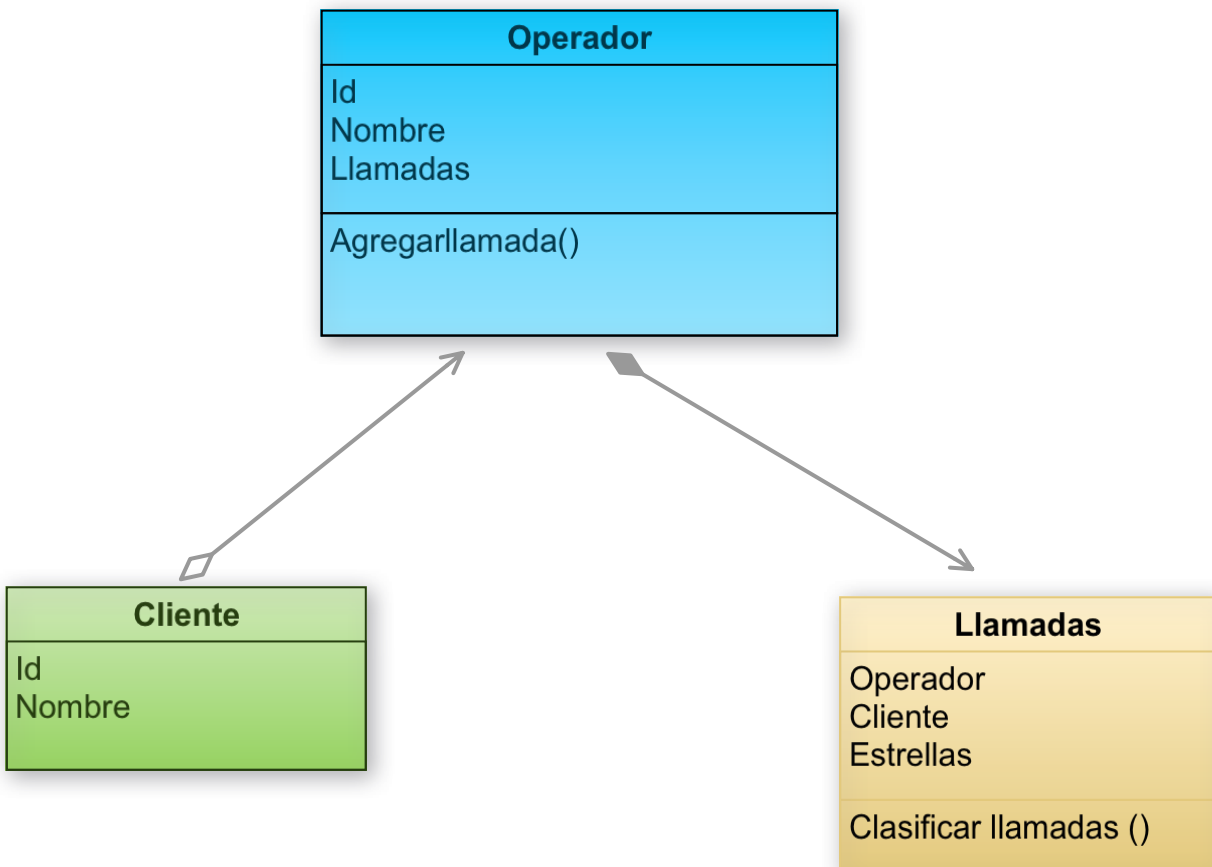 Operador
Id
Nombre
Llamadas
Agregarllamada()
Cliente
Id
Nombre
Llamadas
Operador
Cliente
Estrellas
Clasificar llamadas ()